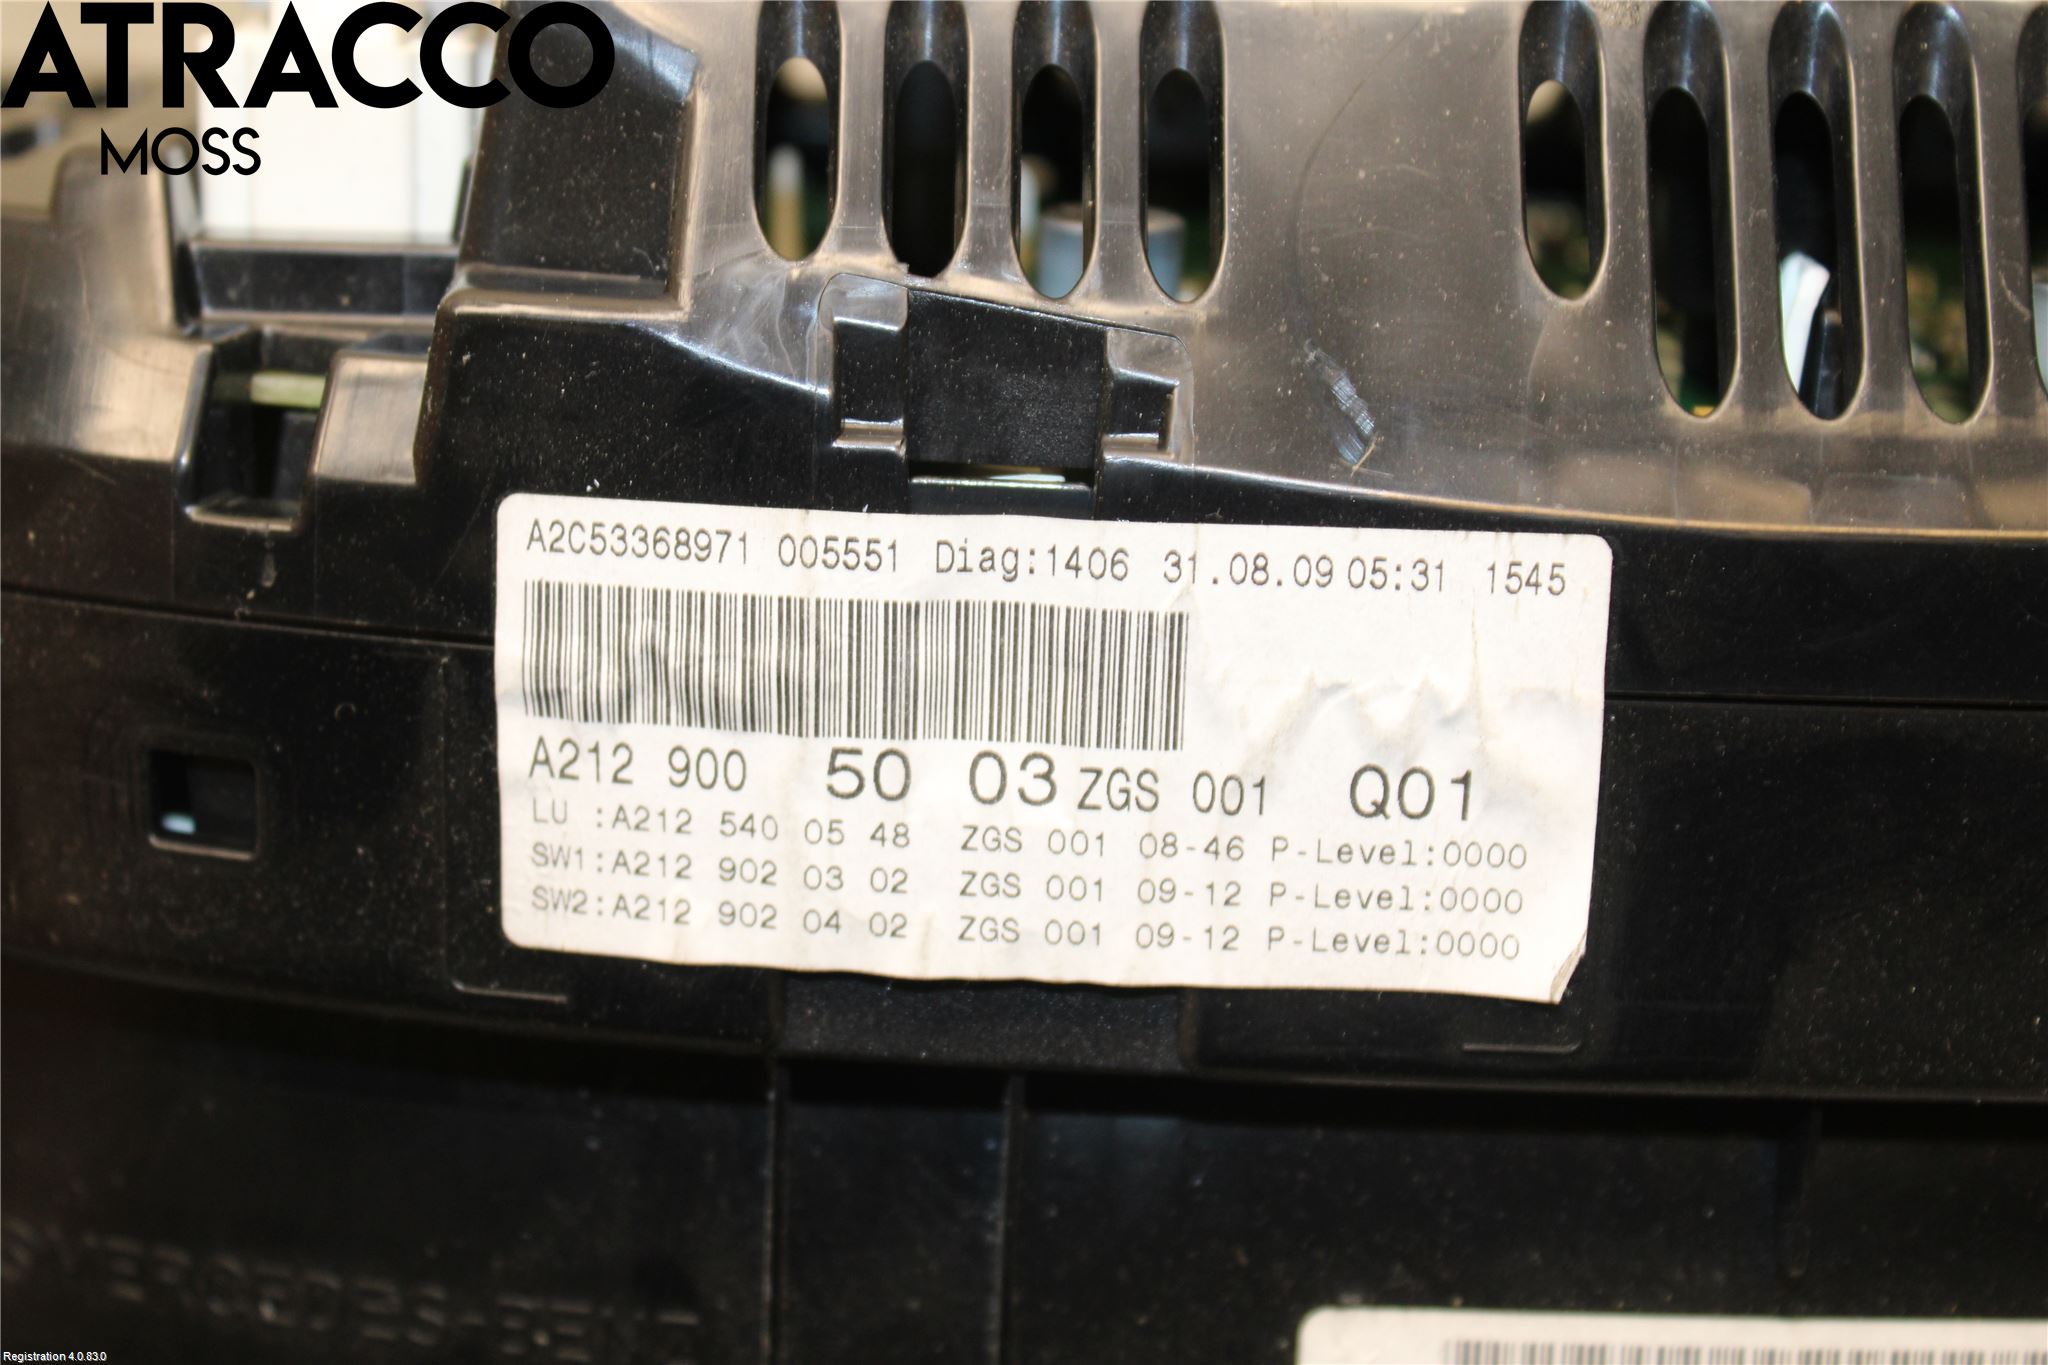 ATRACCO
MOSS
A2C53368971 005551 Diag:1406 31.08.09 05:31 1545
A212 900 50 03 ZGS 001 Q01
LU :A212 540 05 48 ZGS 001 08-46 P-Level:0000
SW1:A212 902 03 02 ZGS 001 09-12 P-Level:0000
SW2:A212 902 04 02 ZGS 001 09-12 P-Level:0000
MERCEDES-BENZ
Registration 4.0.83.0